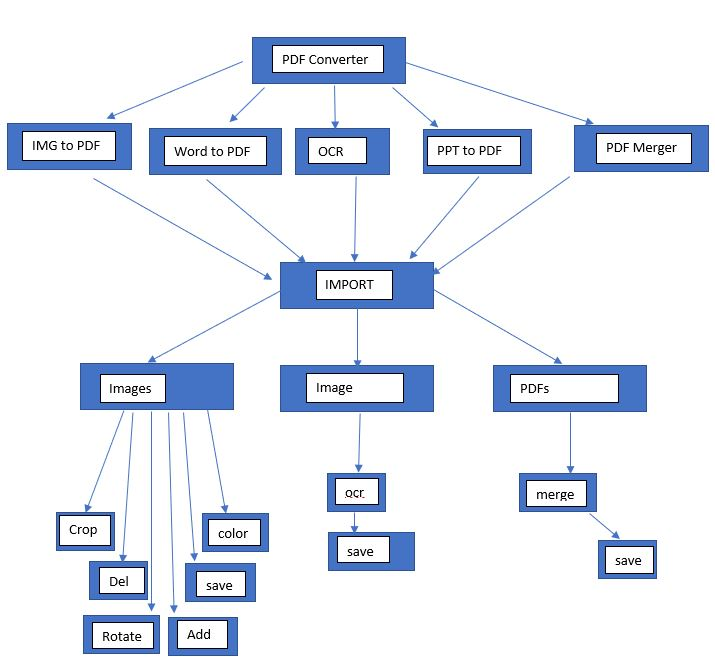 PDF Converter
IMG to PDF
Word to PDF
OCR
PPT to PDF
PDF Merger
IMPORT
Images
Image
PDFs
Crop
Del
Rotate
Add
save
color
ocr
save
merge
save